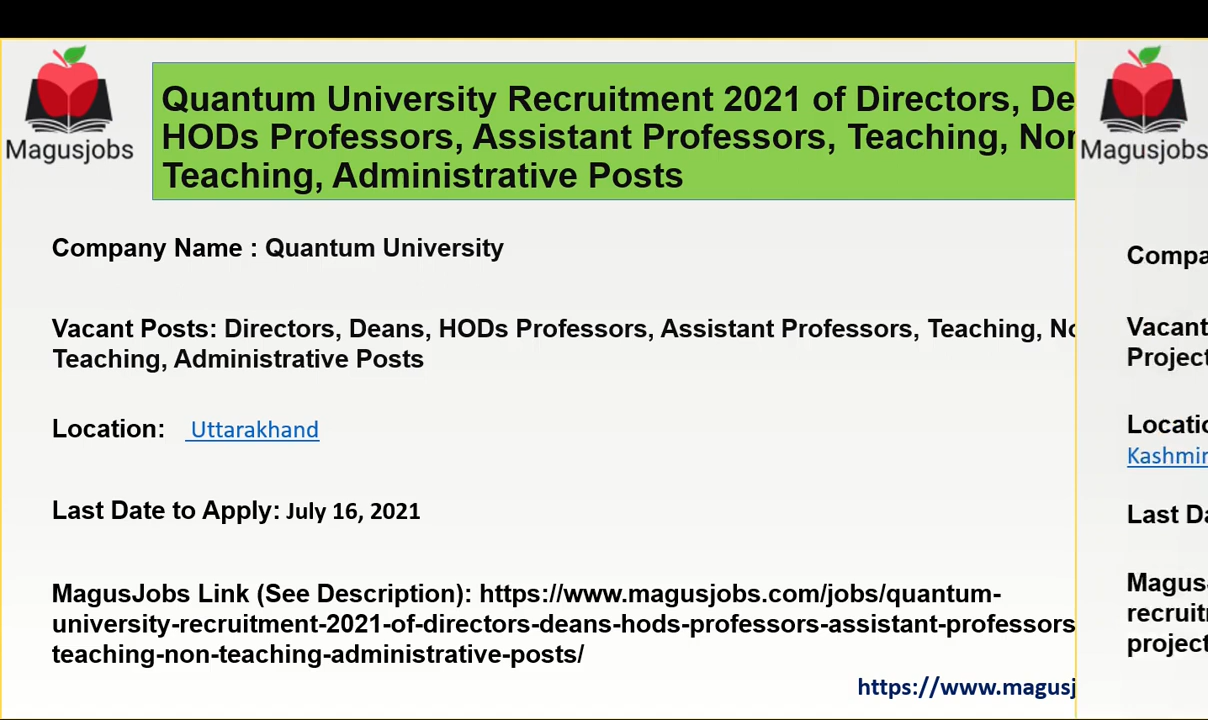 Magusjobs
Quantum University Recruitment 2021 of Directors, De
HODs Professors, Assistant Professors, Teaching, Non
Teaching, Administrative Posts
Company Name : Quantum University
Vacant Posts: Directors, Deans, HODs Professors, Assistant Professors, Teaching, No
Teaching, Administrative Posts
Location: Uttarakhand
Last Date to Apply: July 16, 2021
MagusJobs Link (See Description): https://www.magusjobs.com/jobs/quantum-
university-recruitment-2021-of-directors-deans-hods-professors-assistant-professors
teaching-non-teaching-administrative-posts/
https://www.magusj
Magusjobs
Compa
Vacant
Project
Locatio
Kashmir
Last Da
Magus
recruit
project